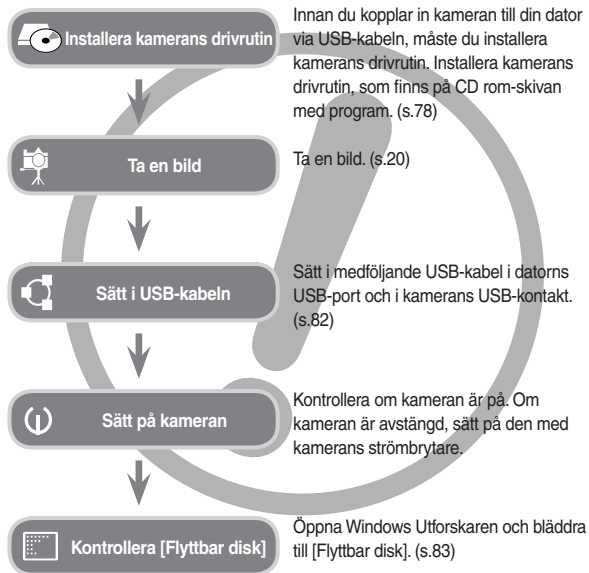 Installera kamerans drivrutin
Innan du kopplar in kameran till din dator
via USB-kabeln, måste du installera
kamerans drivrutin. Installera kamerans
drivrutin, som finns på CD rom-skivan
med program. (s.78)
Ta en bild
Ta en bild. (s.20)
Sätt i USB-kabeln
Sätt i medföljande USB-kabel i datorns
USB-port och i kamerans USB-kontakt.
(s.82)
Sätt på kameran
Kontrollera om kameran är på. Om
kameran är avstängd, sätt på den med
kamerans strömbrytare.
Kontrollera [Flyttbar disk]
Öppna Windows Utforskaren och bläddra
till [Flyttbar disk]. (s.83)